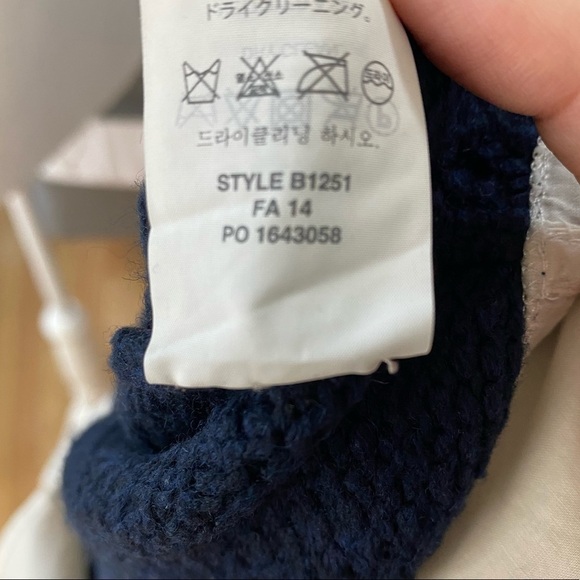 ドライクリーニング。
드라이클리닝 하시오.
STYLE B1251
FA 14
PO 1643058